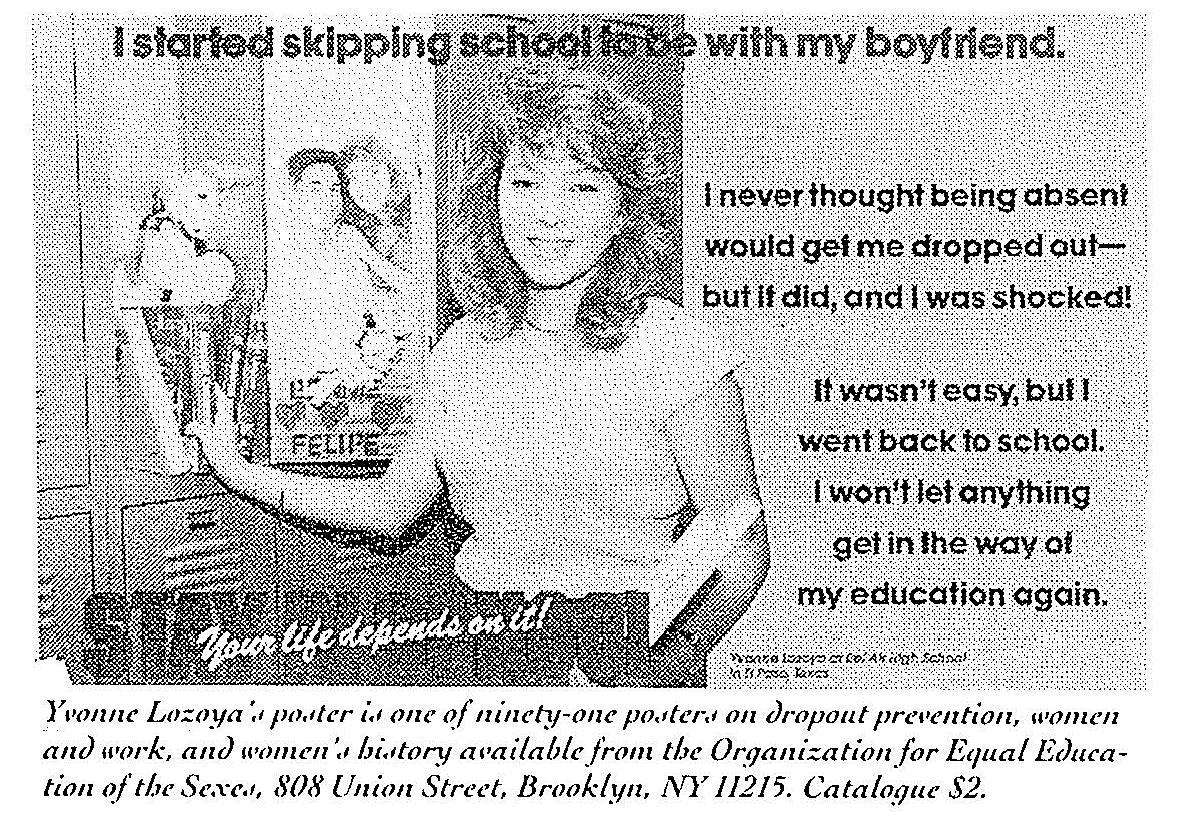 I started skipping school to be with my boyfriend.
I never thought being absent
would get me dropped out—
but it did, and I was shocked!
It wasn't easy, but I
went back to school.
I won't let anything
get in the way of
my education again.
FELIPE
Your life depends on it!
Yvonne Lozoya at Bel Air High School
in El Paso, Texas
Yvonne Lozoya's poster is one of ninety-one posters on dropout prevention, women
and work, and women's history available from the Organization for Equal Educa-
tion of the Sexes, 808 Union Street, Brooklyn, NY 11215. Catalogue $2.